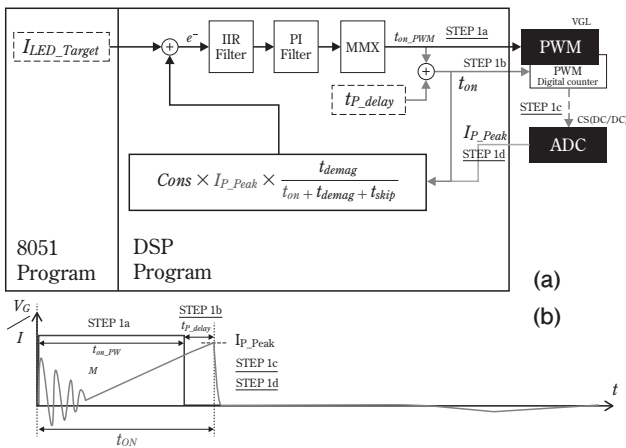 VGL
I_LED_Target
e⁻
IIR
Filter
PI
Filter
MMX
t_on_PWM
STEP 1a
PWM
STEP 1b
PWM
Digital counter
t_P_delay
t_on
STEP 1c
CS(DC/DC)
I_P_Peak
STEP 1d
ADC
Cons × I_P_Peak × t_demag / t_on + t_demag + t_skip
8051
Program
DSP
Program
(a)
(b)
V_G
I
STEP 1a
STEP 1b
t_P_delay
t_on_PW
M
I_P_Peak
STEP 1c
STEP 1d
t
t_ON